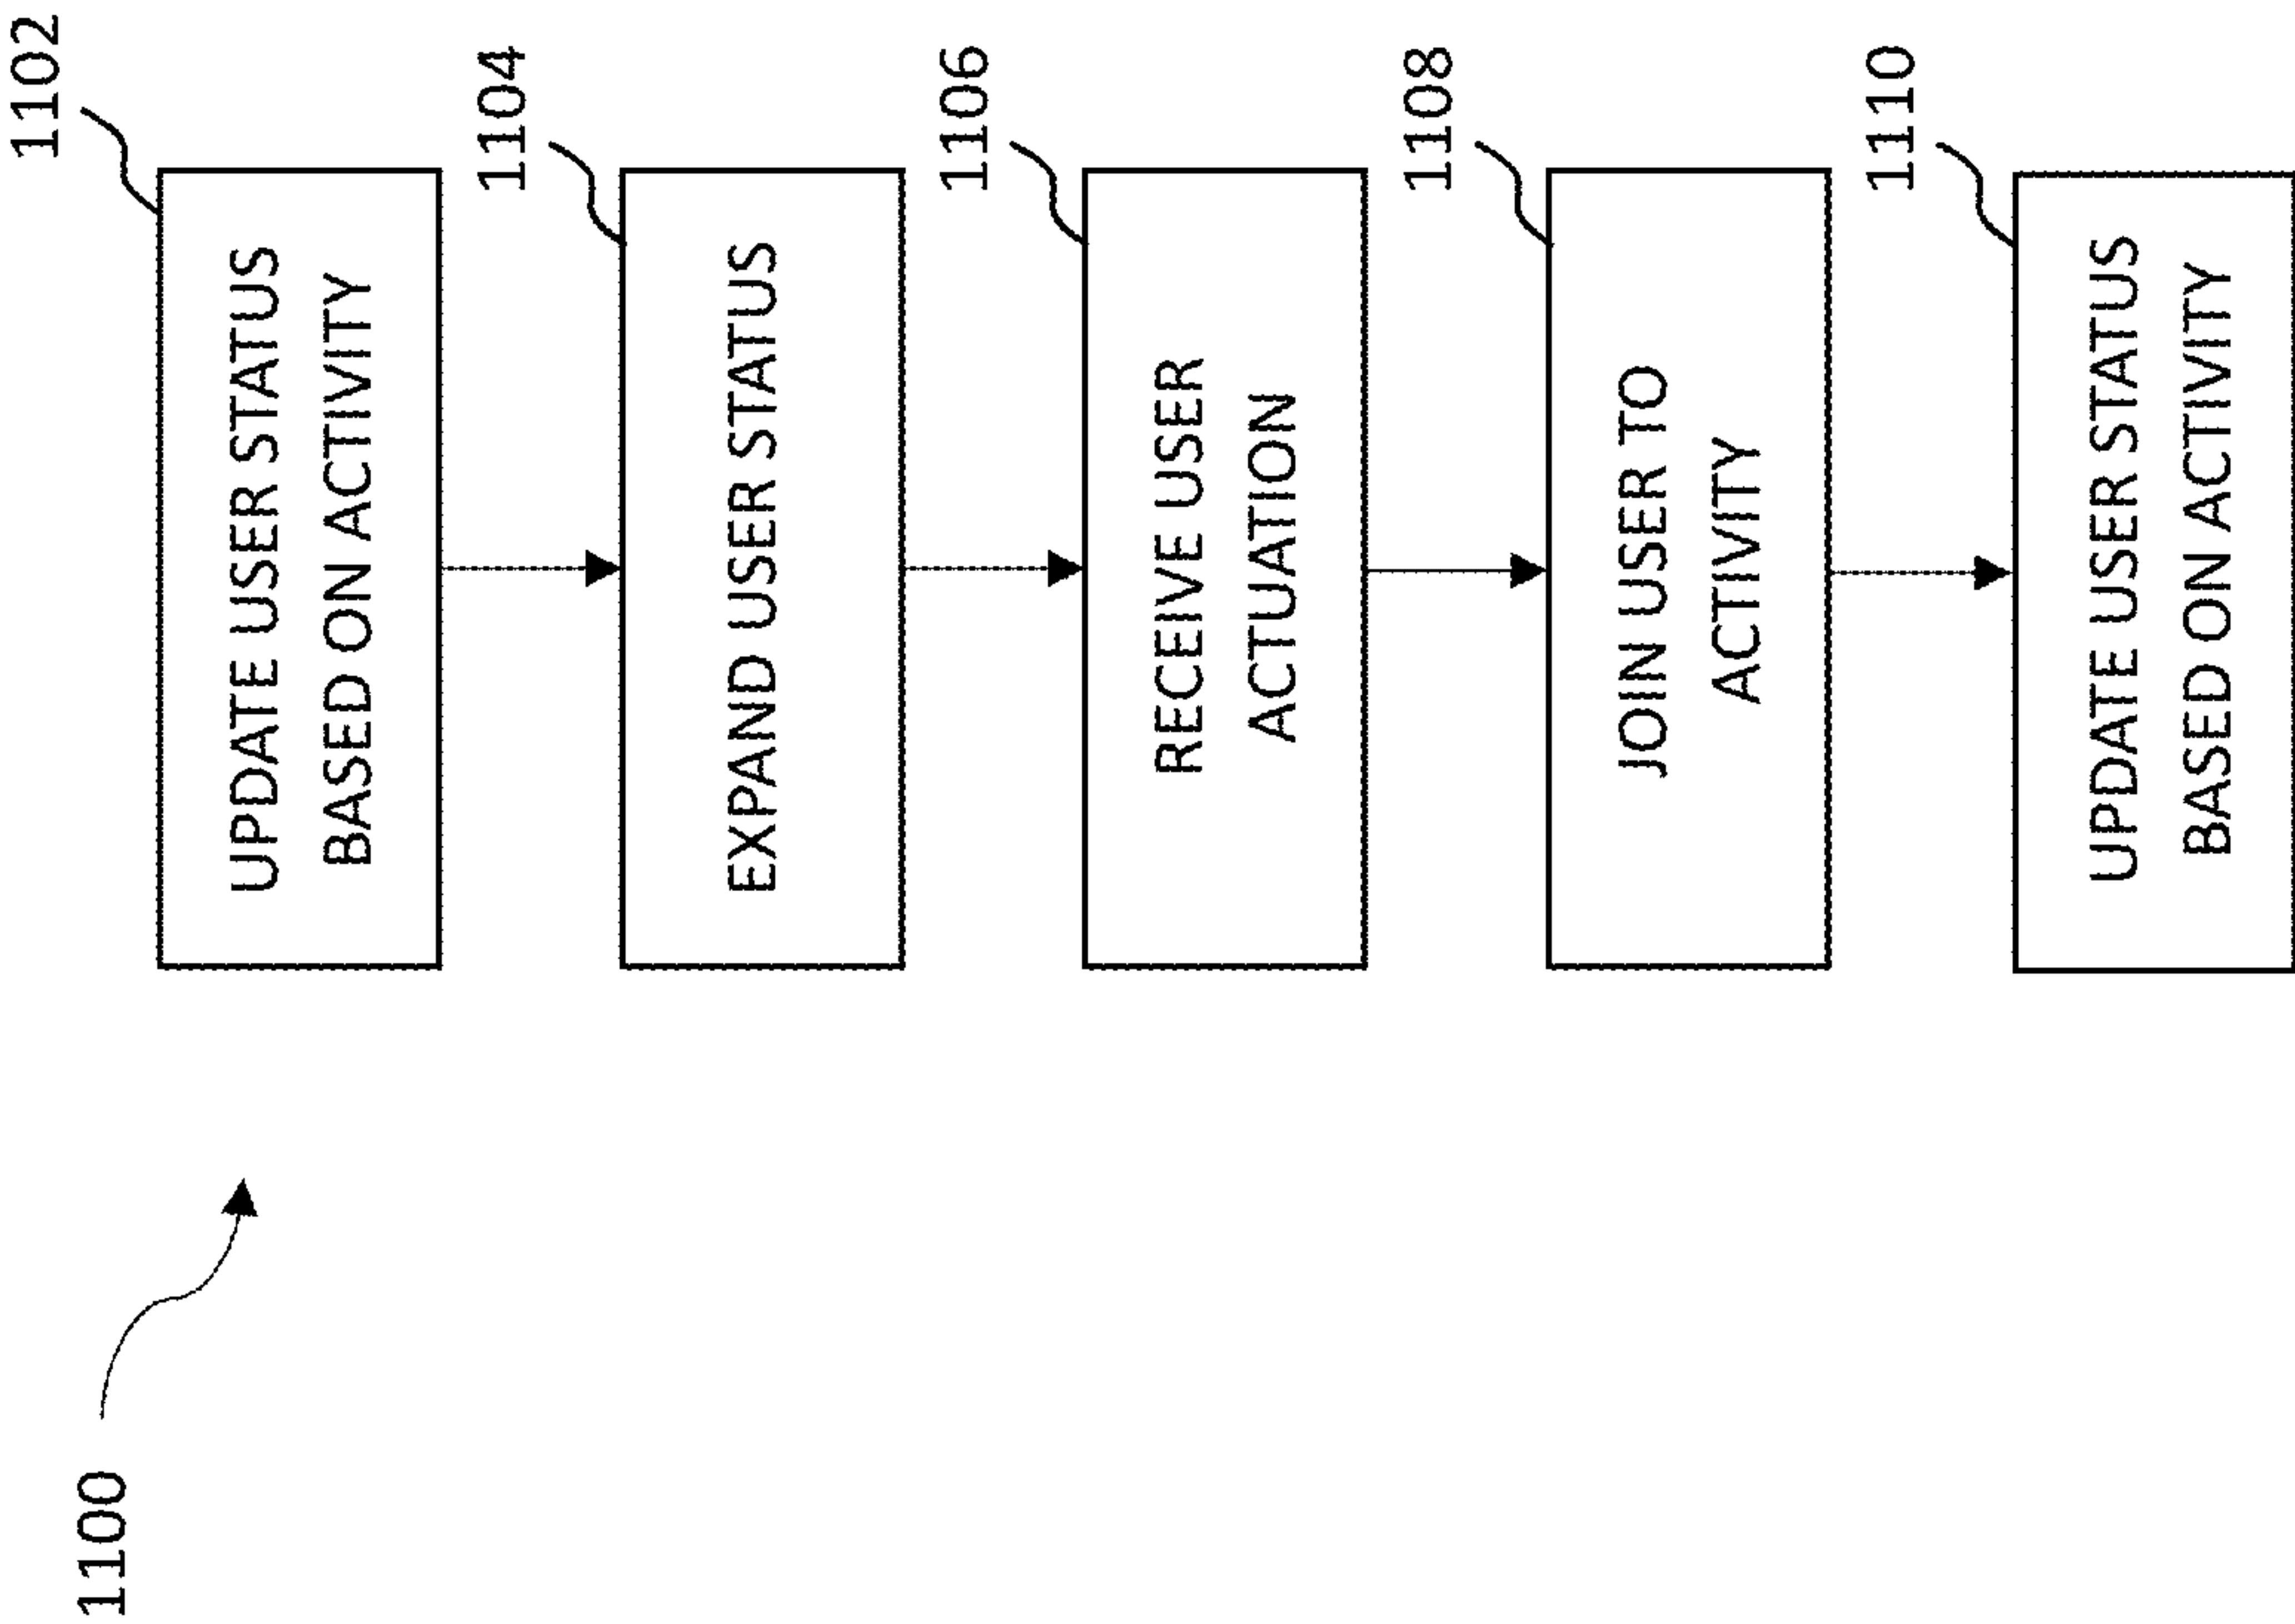 1100
1102
UPDATE USER STATUS
BASED ON ACTIVITY
1104
EXPAND USER STATUS
1106
RECEIVE USER
ACTUATION
1108
JOIN USER TO
ACTIVITY
1110
UPDATE USER STATUS
BASED ON ACTIVITY